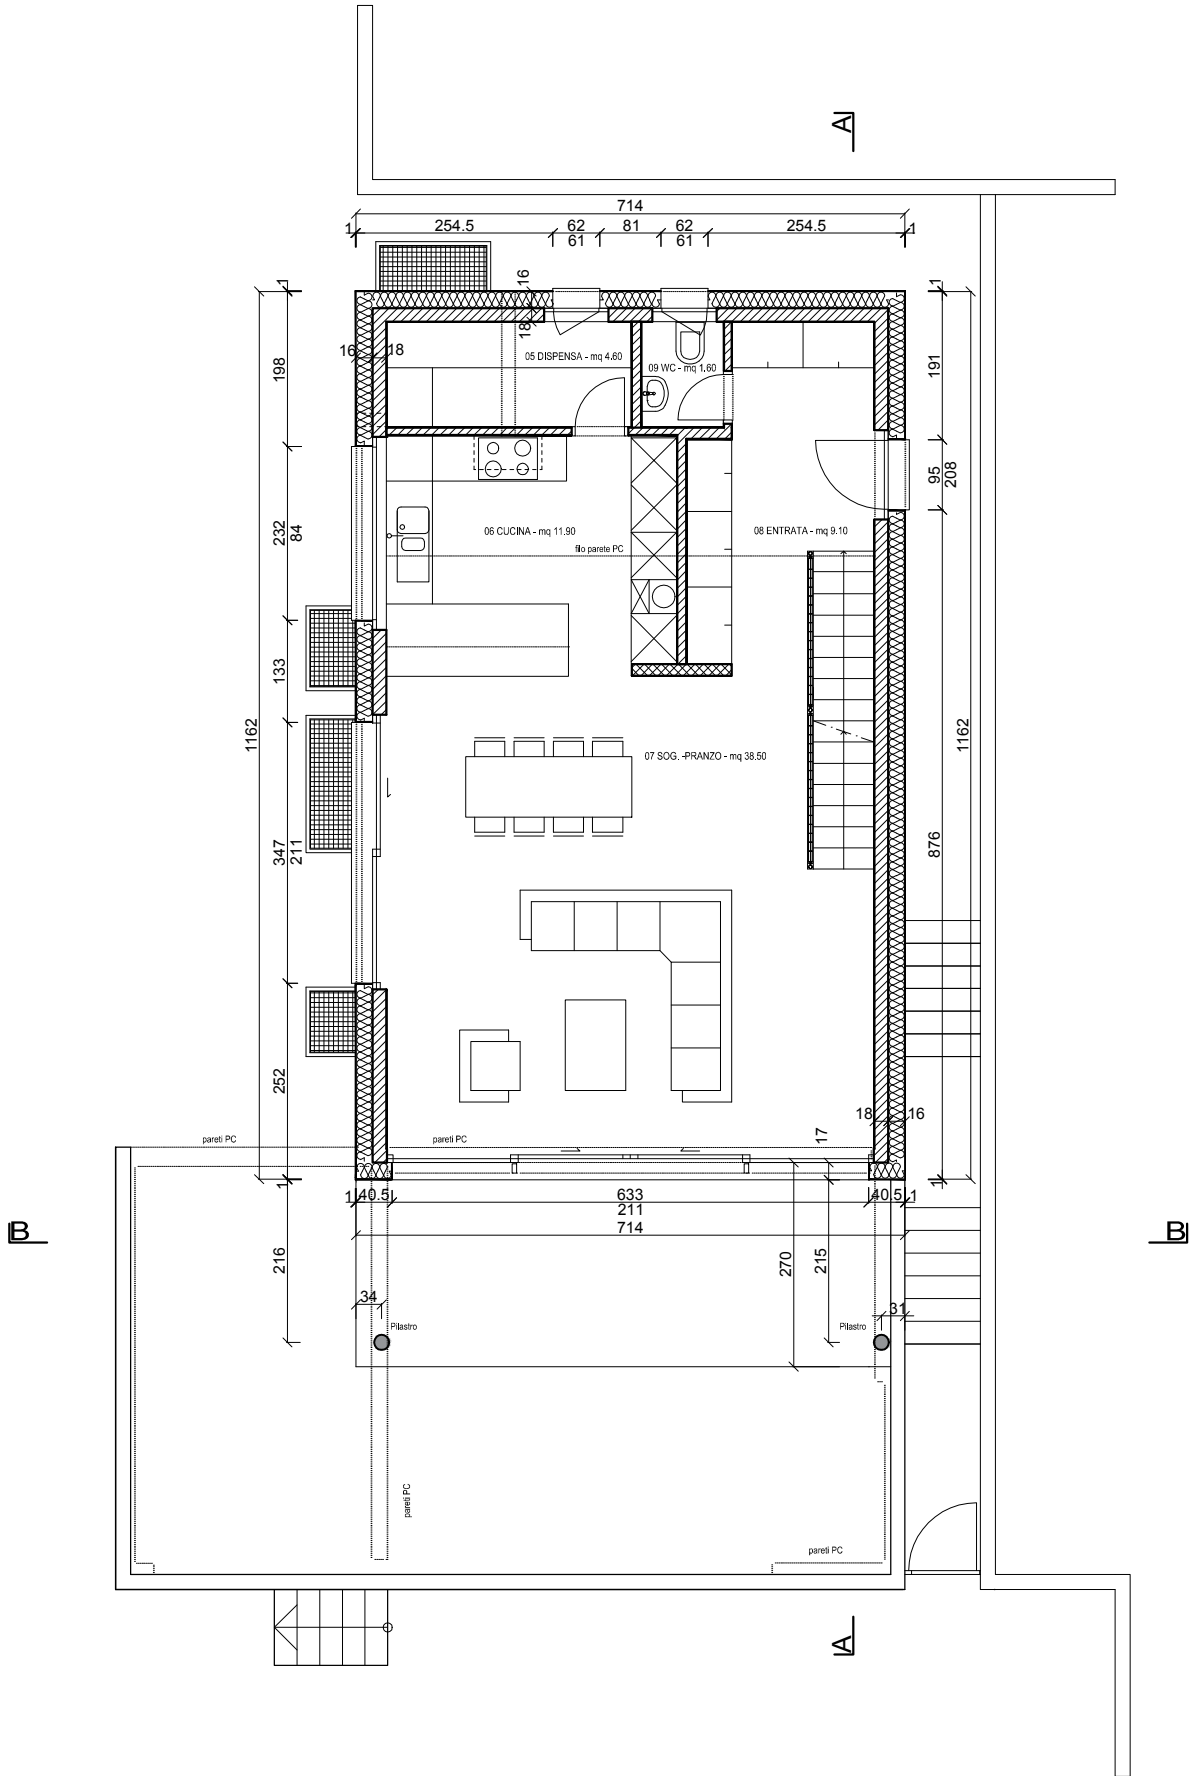 A
714
1
254.5
62
61
81
62
61
254.5
1
1
16
1
18
05 DISPENSA - mq 4.60
09 WC - mq 1.60
16
18
198
191
95
208
232
84
06 CUCINA - mq 11.90
08 ENTRATA - mq 9.10
filo parete PC
133
1162
1162
07 SOG. -PRANZO - mq 38.50
347
211
876
252
18
16
17
pareti PC
pareti PC
1
1
1
40.5
633
211
40.5
1
714
B
B
216
270
215
34
31
Pilastro
Pilastro
pareti PC
pareti PC
A